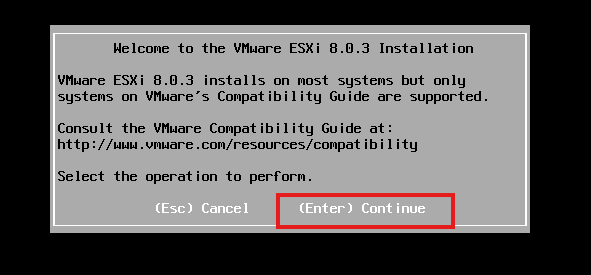 Welcome to the VMware ESXi 8.0.3 Installation
VMware ESXi 8.0.3 installs on most systems but only
systems on VMware's Compatibility Guide are supported.
Consult the VMware Compatibility Guide at:
http://www.vmware.com/resources/compatibility
Select the operation to perform.
(Esc) Cancel (Enter) Continue